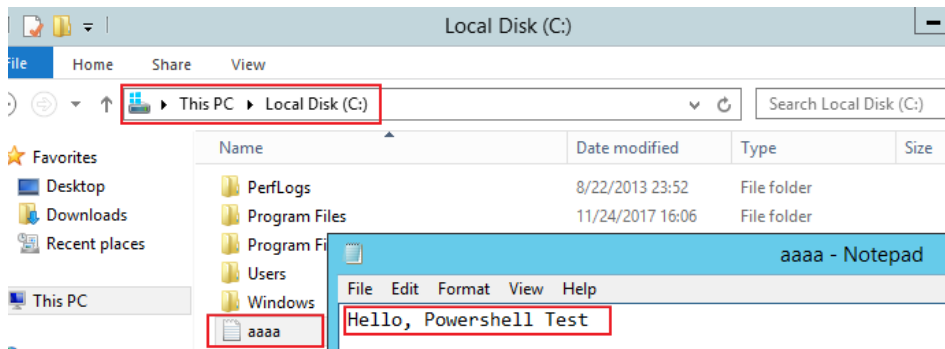 Local Disk (C:)
File Home Share View
This PC Local Disk (C:) Search Local Disk (C:)
Name Date modified Type Size
Favorites
Desktop PerfLogs 8/22/2013 23:52 File folder
Downloads Program Files 11/24/2017 16:06 File folder
Recent places Program Fi
Users
aaaa - Notepad
File Edit Format View Help
This PC Windows
Hello, Powershell Test
aaaa